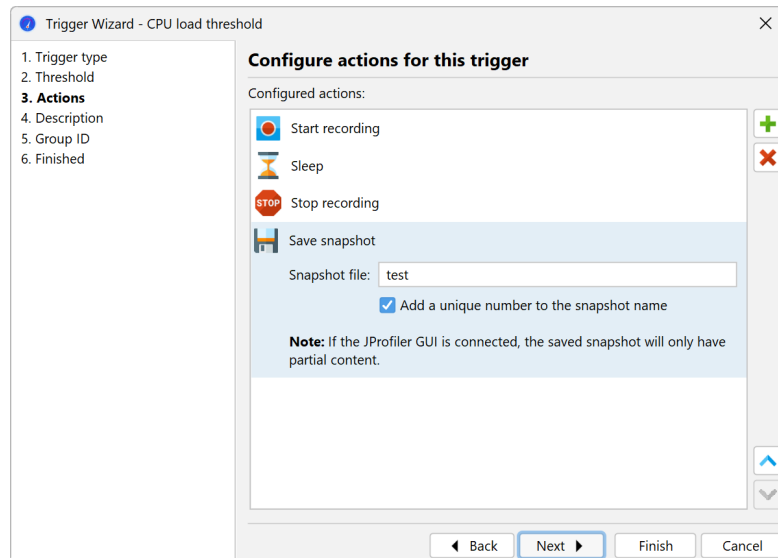 Trigger Wizard - CPU load threshold
1. Trigger type
2. Threshold
3. Actions
4. Description
5. Group ID
6. Finished
Configure actions for this trigger
Configured actions:
Start recording
Sleep
STOP
Stop recording
Save snapshot
Snapshot file: test
Add a unique number to the snapshot name
Note: If the JProfiler GUI is connected, the saved snapshot will only have
partial content.
Back
Next
Finish
Cancel